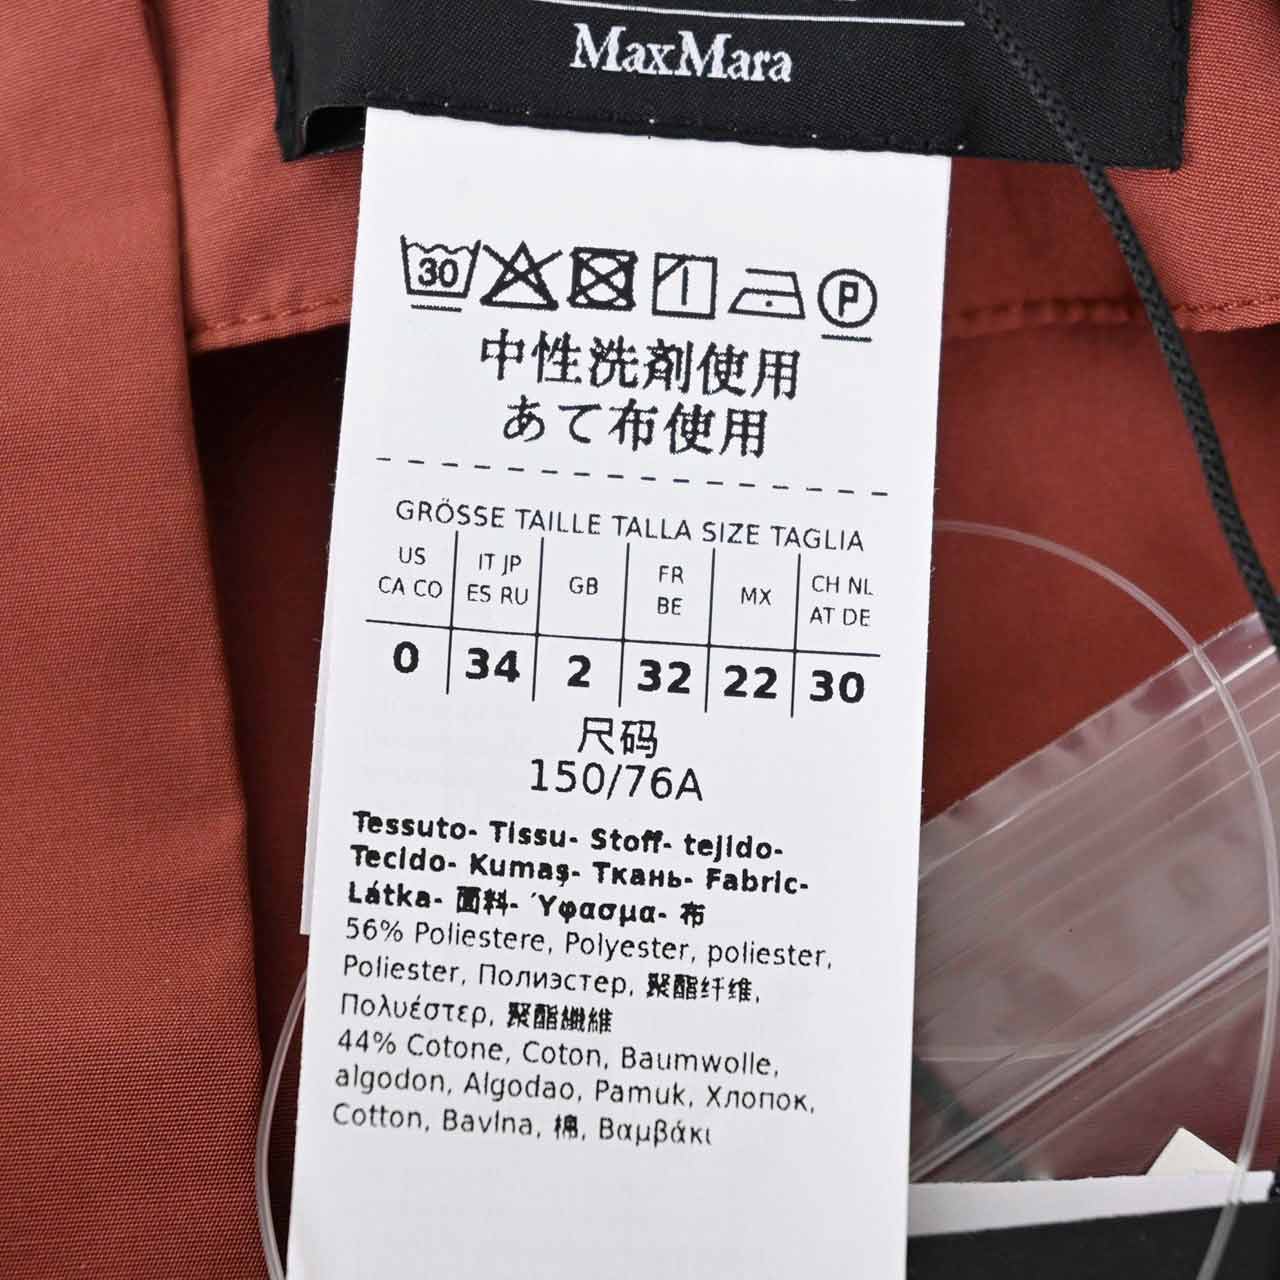 MaxMara
30
P
中性洗剤使用
あて布使用
GRÖSSE TAILLE TALLA SIZE TAGLIA
US CA CO
IT JP ES RU
GB
FR BE
MX
CH NL AT DE
0 34 2 32 22 30
尺码
150/76A
Tessuto- Tissu- Stoff- tejido-
Tecido- Kumaş- Ткань- Fabric-
Látka- 面料- Ύφασμα- 布
56% Poliestere, Polyester, poliester,
Poliester, Полиэстер, 聚酯纤维,
Πολυέστερ, 聚酯纖維
44% Cotone, Coton, Baumwolle,
algodon, Algodao, Pamuk, Хлопок,
Cotton, Bavlna, 棉, Βαμβάκι